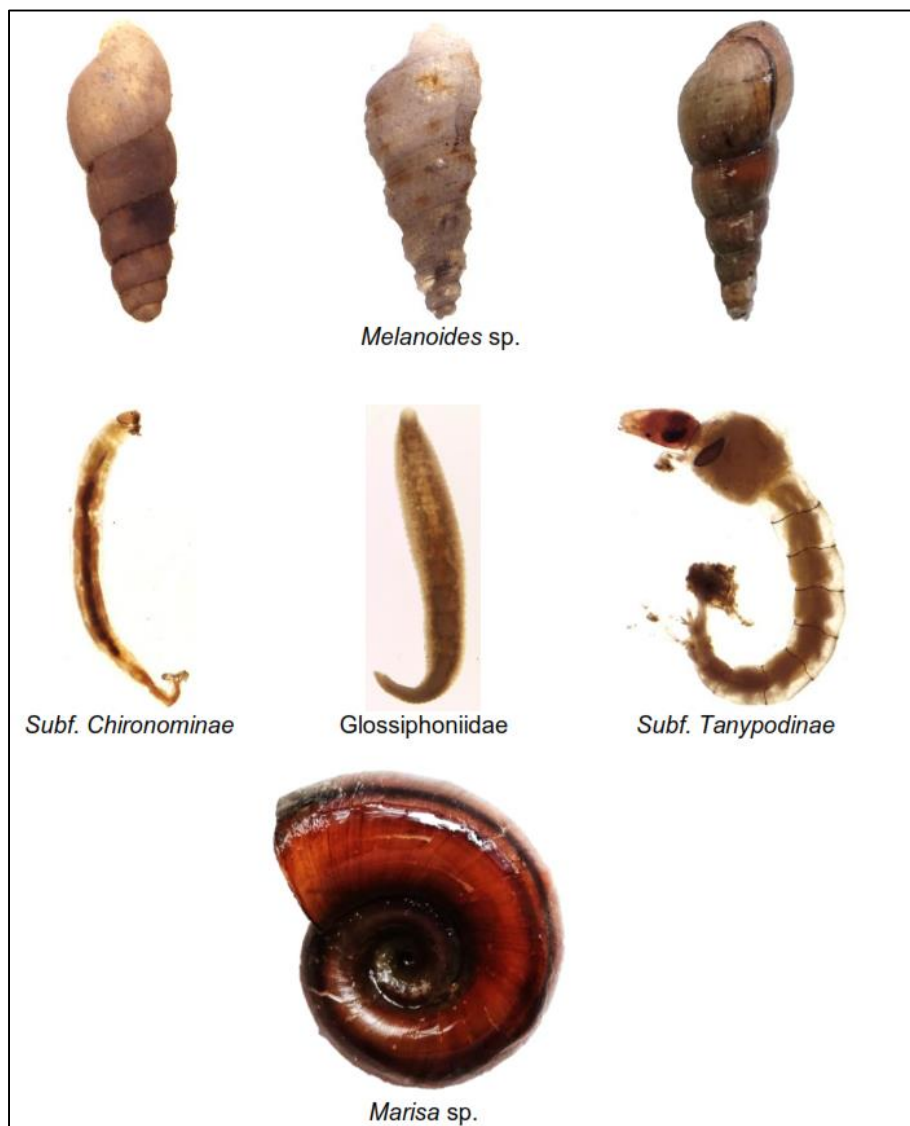 Melanoides sp.
Subf. Chironominae
Glossiphoniidae
Subf. Tanypodinae
Marisa sp.